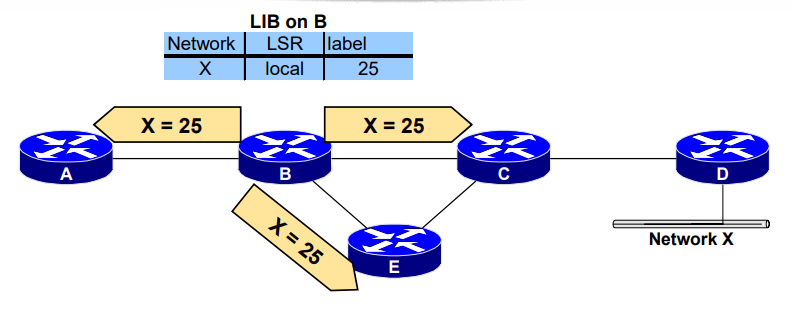 LIB on B
Network LSR label
X local 25
X = 25
X = 25
A
B
C
D
X = 25
E
Network X